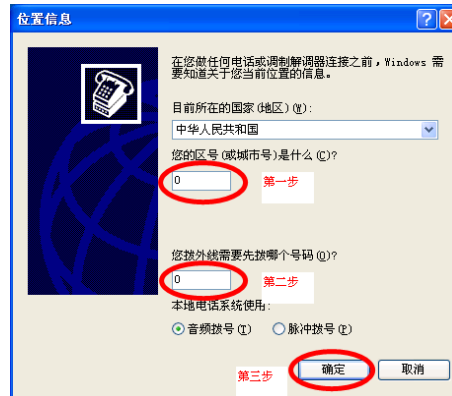 位置信息
在您做任何电话或调制解调器连接之前，Windows 需
要知道关于您当前位置的信息。
目前所在的国家(地区)(W):
中华人民共和国
您的区号(或城市号)是什么(C)?
0 第一步
您拨外线需要先拨哪个号码(O)?
0 第二步
本地电话系统使用:
音频拨号(T) 脉冲拨号(P)
第三步 确定 取消